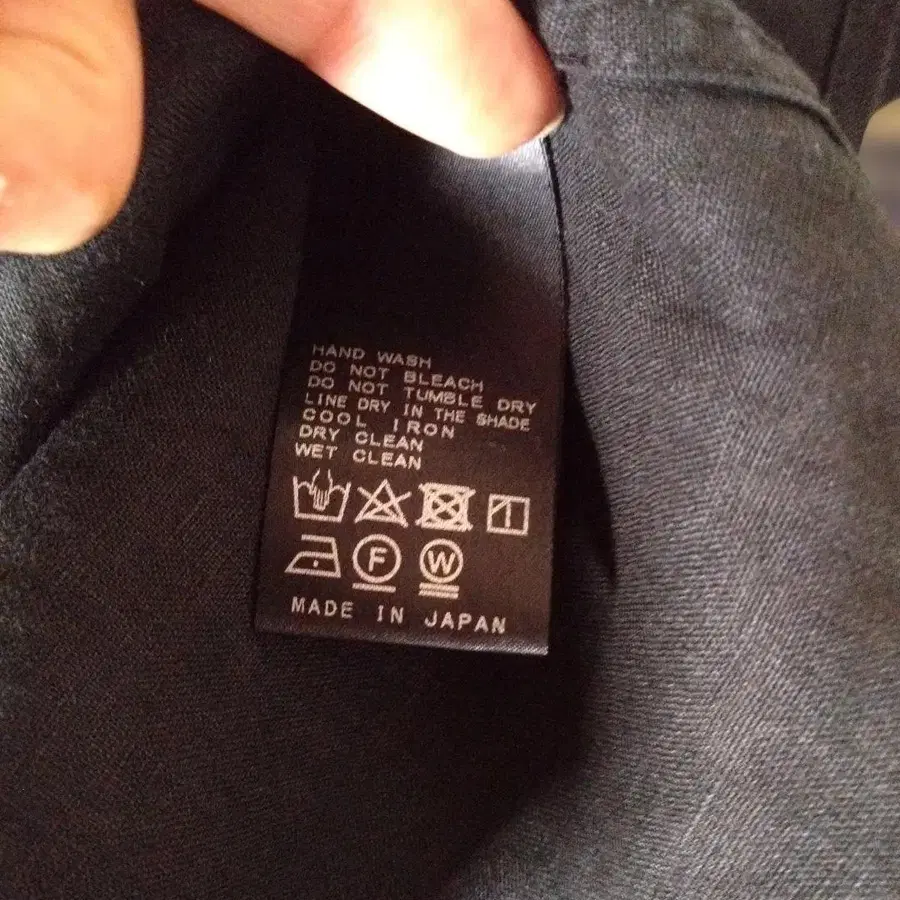 HAND WASH
DO NOT BLEACH
DO NOT TUMBLE DRY
LINE DRY IN THE SHADE
COOL IRON
DRY CLEAN
WET CLEAN
F W
MADE IN JAPAN